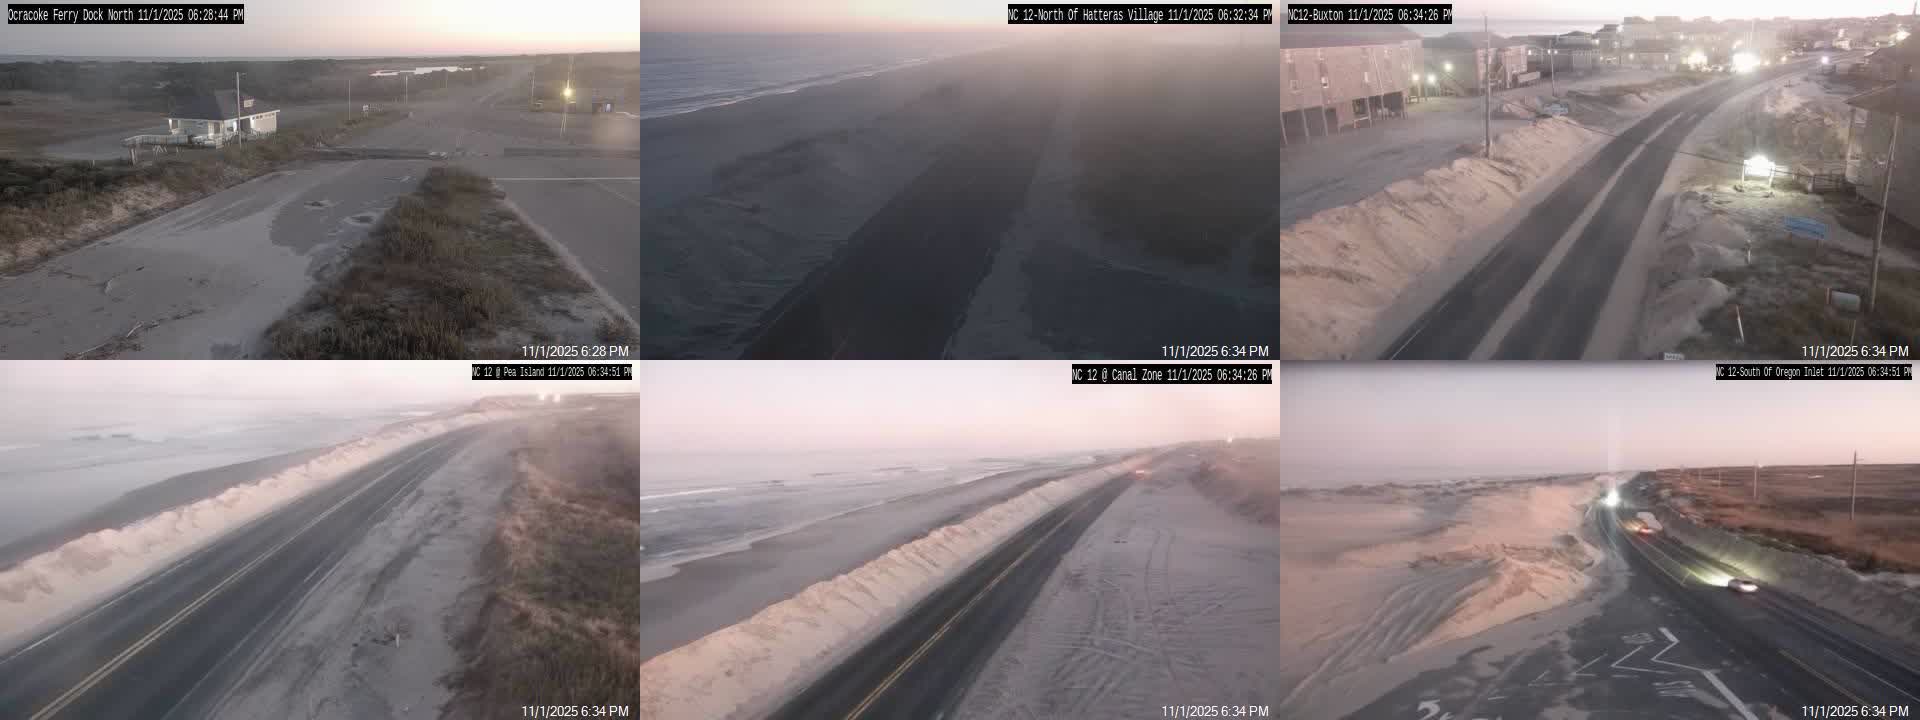 Ocracoke Ferry Dock North 11/1/2025 06:28:44 PM
11/1/2025 6:28 PM
NC 12-North Of Hatteras Village 11/1/2025 06:32:34 PM
11/1/2025 6:34 PM
NC12-Buxton 11/1/2025 06:34:26 PM
11/1/2025 6:34 PM
NC 12 @ Pea Island 11/1/2025 06:34:51 PM
11/1/2025 6:34 PM
NC 12 @ Canal Zone 11/1/2025 06:34:26 PM
11/1/2025 6:34 PM
NC 12-South Of Oregon Inlet 11/1/2025 06:34:51 PM
11/1/2025 6:34 PM